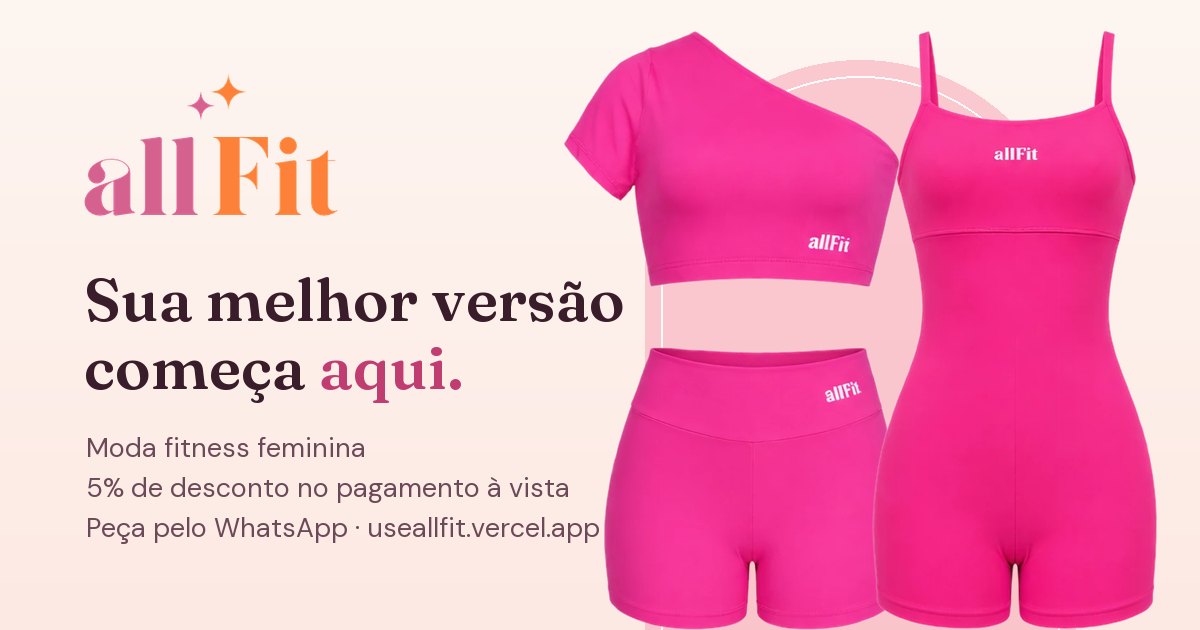 allFit
Sua melhor versão
começa aqui.
Moda fitness feminina
5% de desconto no pagamento à vista
Peça pelo WhatsApp · useallfit.vercel.app
allFit
allFit
allFit